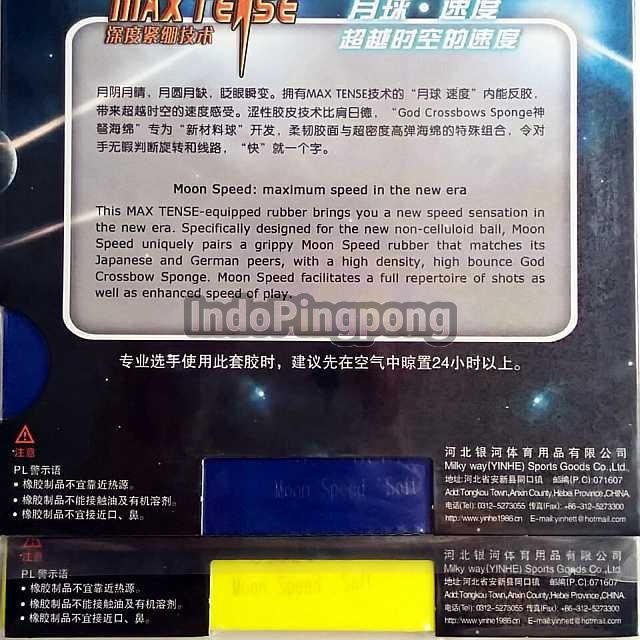 MAX TENSE
深度紧绷技术
月球·速度
超越时空的速度
月阴月晴，月圆月缺，眨眼瞬变。拥有MAX TENSE技术的“月球 速度”内能反胶，
带来超越时空的速度感受。涩性胶皮技术比肩日德，“God Crossbows Sponge神
弩海绵”专为“新材料球”开发，柔韧胶面与超密度高弹海绵的特殊组合，令对
手无暇判断旋转和线路，“快”就一个字。
Moon Speed: maximum speed in the new era
This MAX TENSE-equipped rubber brings you a new speed sensation in
the new era. Specifically designed for the new non-celluloid ball, Moon
Speed uniquely pairs a grippy Moon Speed rubber that matches its
Japanese and German peers, with a high density, high bounce God
Crossbow Sponge. Moon Speed facilitates a full repertoire of shots as
well as enhanced speed of play.
IndoPingpong
专业选手使用此套胶时，建议先在空气中晾置24小时以上。
注意
PL警示语
• 橡胶制品不宜靠近热源。
• 橡胶制品不能接触油及有机溶剂。
• 橡胶制品不宜接近口、鼻。
Moon Speed Soft
河北银河体育用品有限公司
Milky way(YINHE) Sports Goods Co.,Ltd.
地址:河北省安新县同口镇 邮编(P.C):071607
Add:Tongkou Town,Anxin County,Hebei Province,CHINA.
电话(Tel): 0312-5273055 传真(Fax): +86-312-5273300
http://www.yinhe1986.cn E-mail:yinhett@hotmail.com
注意
PL警示语
• 橡胶制品不宜靠近热源。
• 橡胶制品不能接触油及有机溶剂。
• 橡胶制品不宜接近口、鼻。
Moon Speed Soft
河北银河体育用品有限公司
Milky way(YINHE) Sports Goods Co.,Ltd.
地址:河北省安新县同口镇 邮编(P.C):071607
Add:Tongkou Town,Anxin County,Hebei Province,CHINA.
电话(Tel): 0312-5273055 传真(Fax): +86-312-5273300
http://www.yinhe1986.cn E-mail:yinhett@hotmail.com